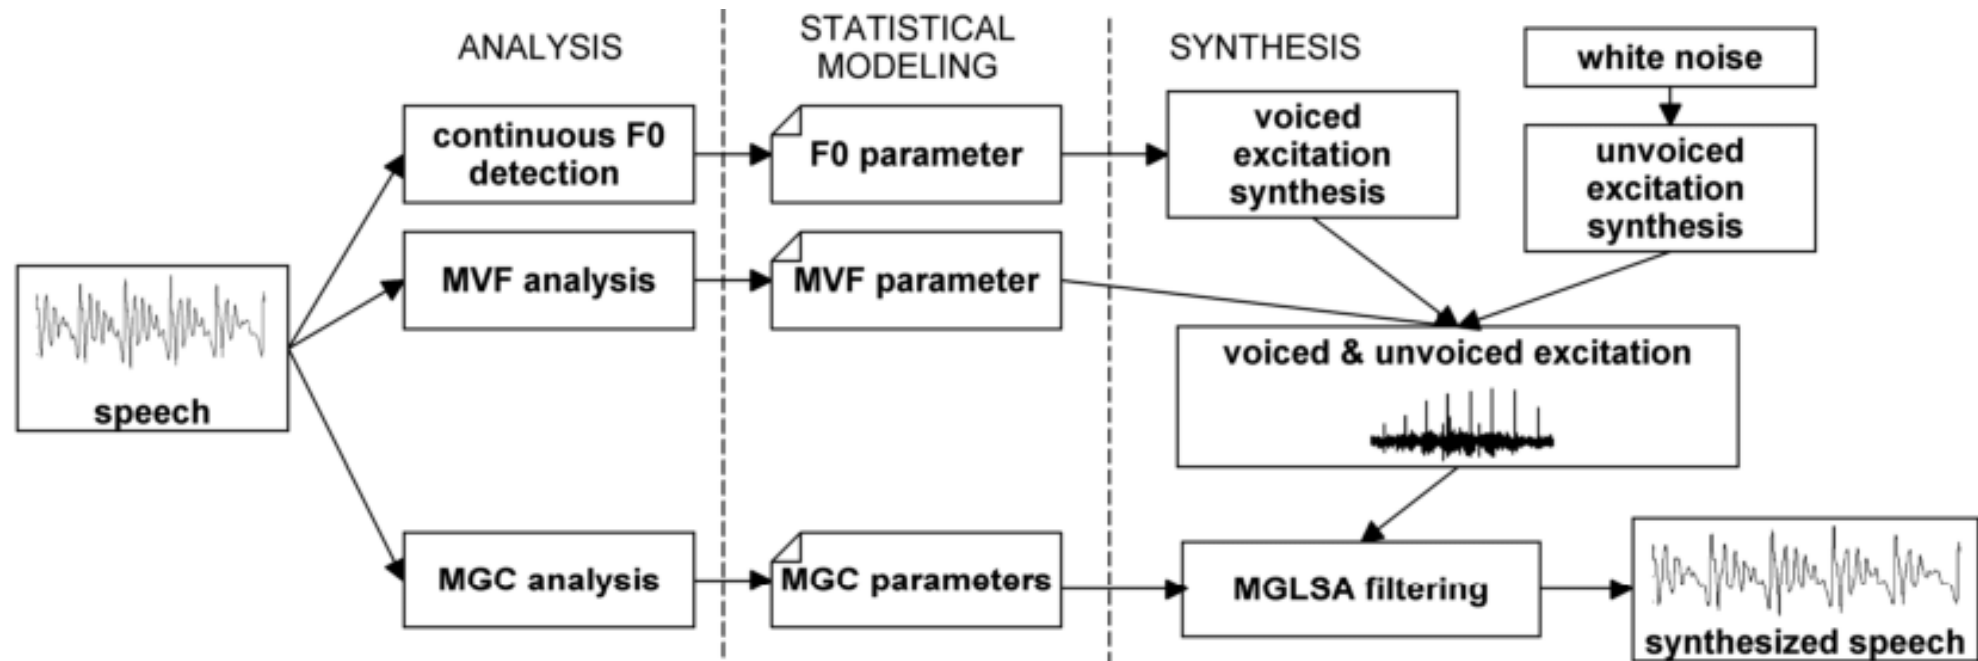 ANALYSIS
STATISTICAL
MODELING
SYNTHESIS
white noise
continuous F0
detection
F0 parameter
voiced
excitation
synthesis
unvoiced
excitation
synthesis
MVF analysis
MVF parameter
speech
voiced & unvoiced excitation
MGC analysis
MGC parameters
MGLSA filtering
synthesized speech